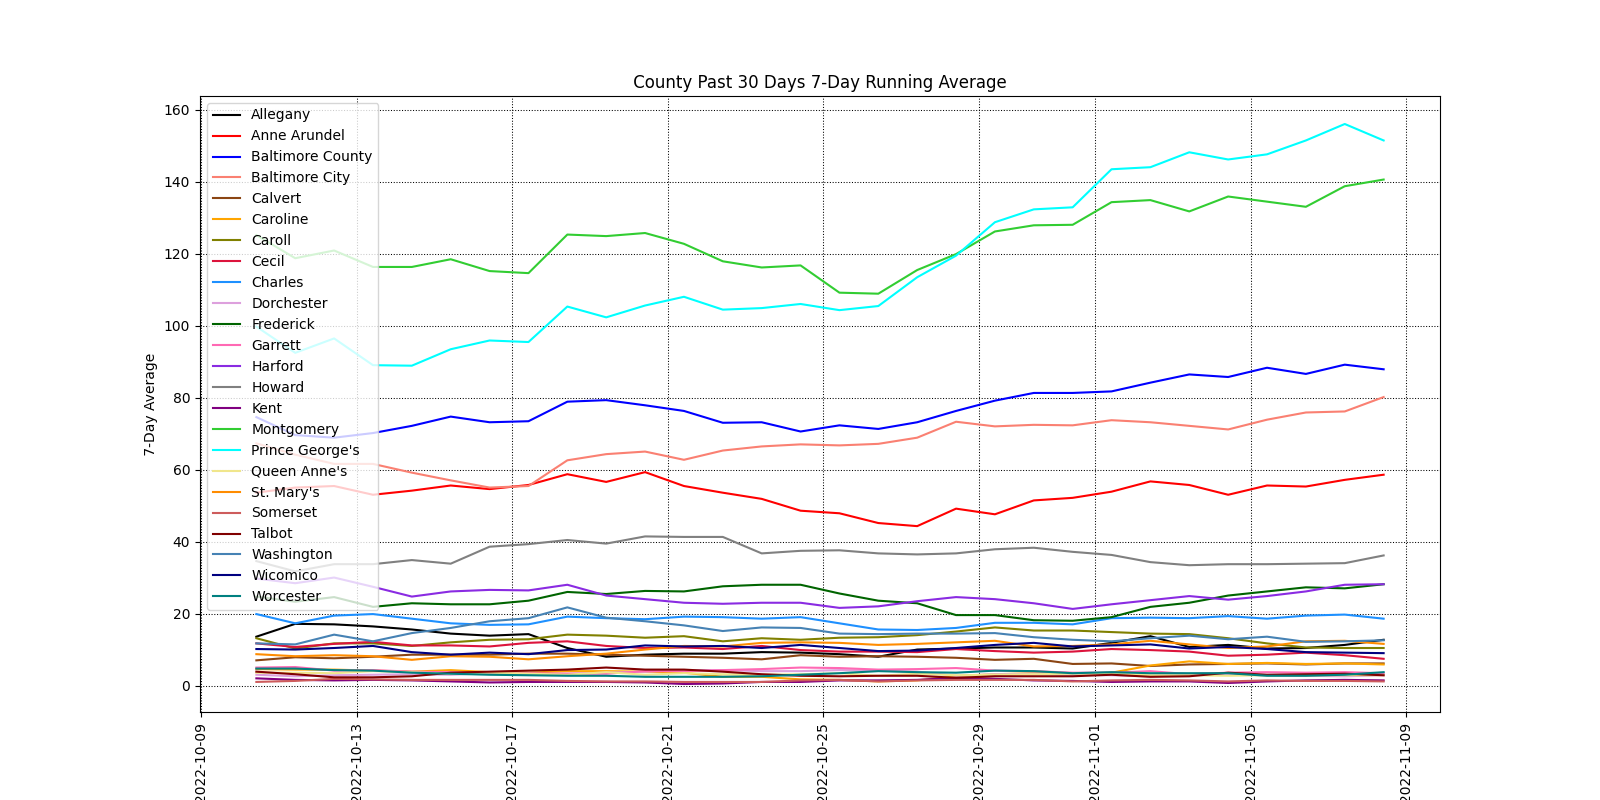 County Past 30 Days 7-Day Running Average
160
140
120
100
80
60
40
20
0
7-Day Average
Allegany
Anne Arundel
Baltimore County
Baltimore City
Calvert
Caroline
Caroll
Cecil
Charles
Dorchester
Frederick
Garrett
Harford
Howard
Kent
Montgomery
Prince George's
Queen Anne's
St. Mary's
Somerset
Talbot
Washington
Wicomico
Worcester
2022-10-09
2022-10-13
2022-10-17
2022-10-21
2022-10-25
2022-10-29
2022-11-01
2022-11-05
2022-11-09